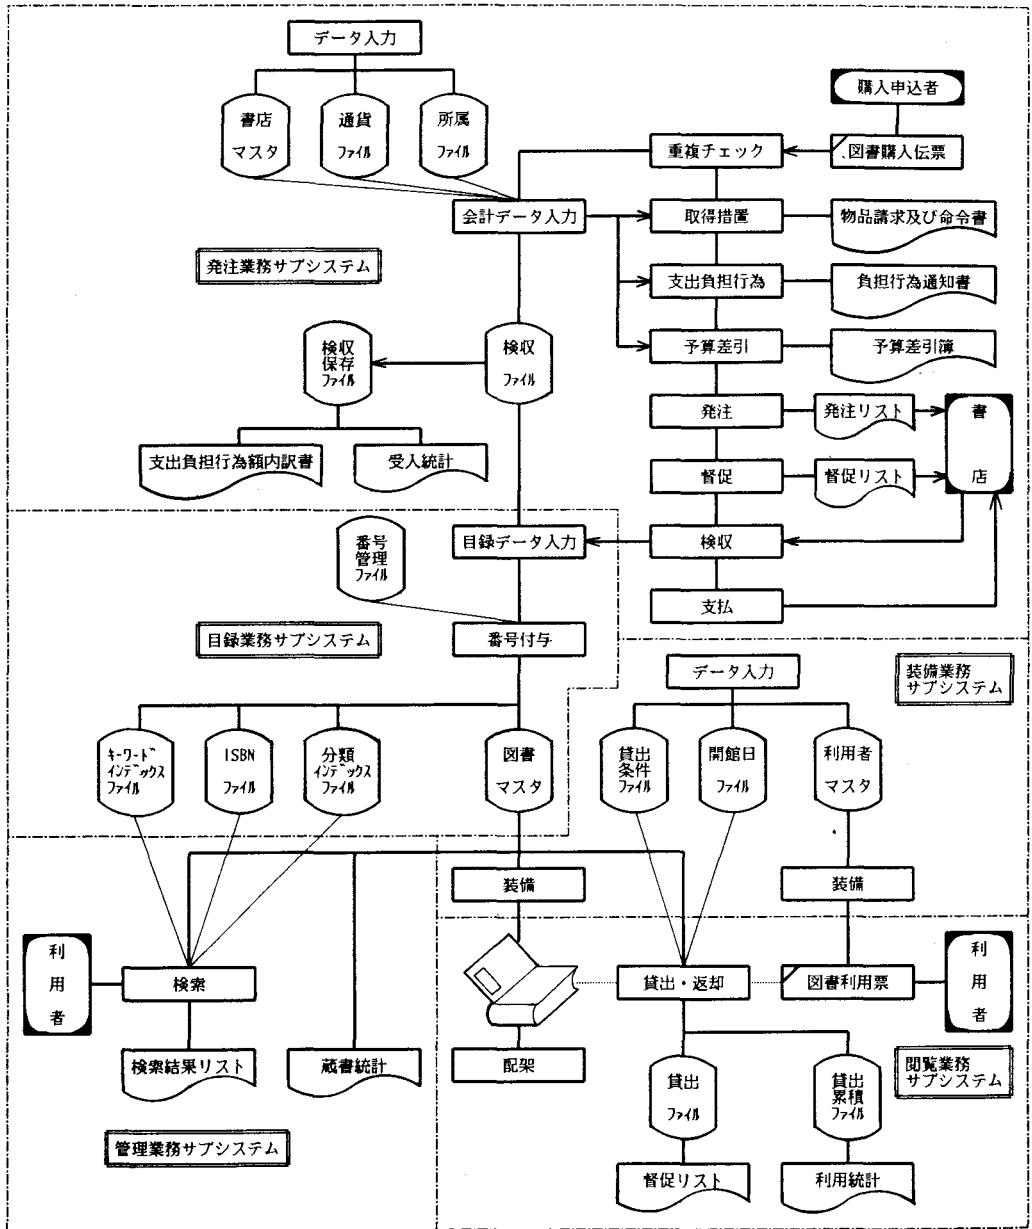 データ入力
書店
マスタ
通貨
ファイル
所属
ファイル
購入申込者
重複チェック
図書購入伝票
会計データ入力
取得措置
物品請求及び命令書
発注業務サブシステム
支出負担行為
負担行為通知書
検収
保存
ファイル
検収
ファイル
予算差引
予算差引簿
発注
発注リスト
書
店
支出負担行為額内訳書
受入統計
督促
督促リスト
番号
管理
ファイル
目録データ入力
検収
支払
目録業務サブシステム
番号付与
データ入力
装備業務
サブシステム
キーワード
インデックス
ファイル
ISBN
ファイル
分類
インデックス
ファイル
図書
マスタ
貸出
条件
ファイル
開館日
ファイル
利用者
マスタ
装備
装備
利
用
者
検索
貸出・返却
図書利用票
利
用
者
検索結果リスト
蔵書統計
配架
貸出
ファイル
貸出
累積
ファイル
閲覧業務
サブシステム
管理業務サブシステム
督促リスト
利用統計